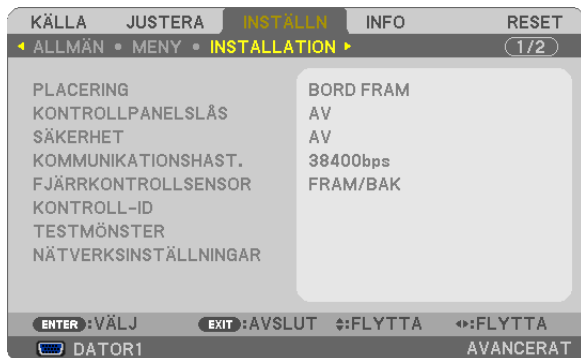 KÄLLA JUSTERA INSTÄLLN INFO RESET
ALLMÄN • MENY • INSTALLATION 1/2
PLACERING BORD FRAM
KONTROLLPANELSLÅS AV
SÄKERHET AV
KOMMUNIKATIONSHAST. 38400bps
FJÄRRKONTROLLSENSOR FRAM/BAK
KONTROLL-ID
TESTMÖNSTER
NÄTVERKSINSTÄLLNINGAR
ENTER :VÄLJ EXIT :AVSLUT :FLYTTA :FLYTTA
DATOR1 AVANCERAT